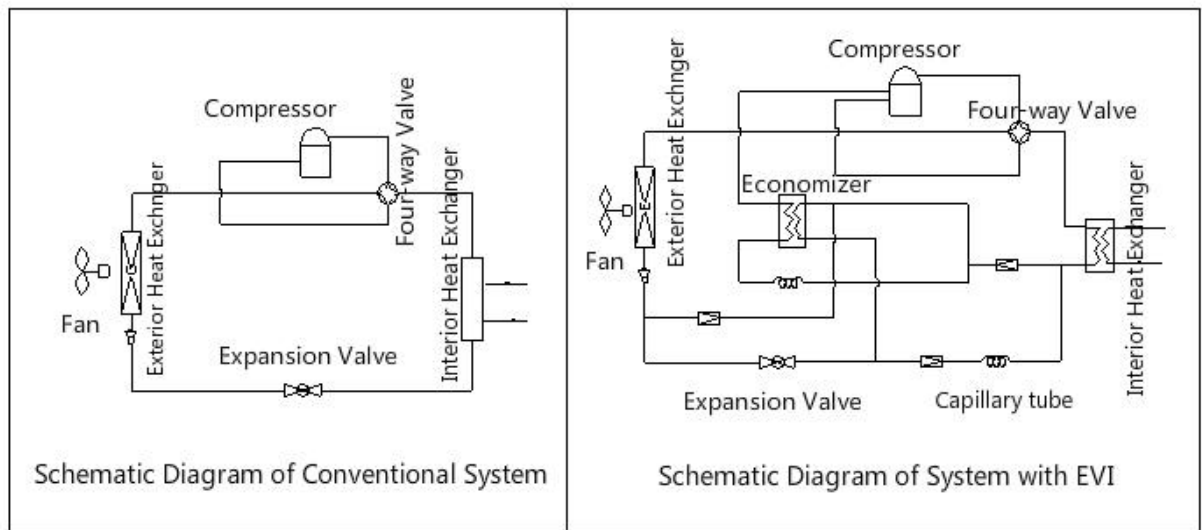 Compressor
Four-way Valve
Exterior Heat Exchnger
Fan
Interior Heat Exchanger
Expansion Valve
Schematic Diagram of Conventional System
Compressor
Four-way Valve
Exterior Heat Exchnger
Economizer
Fan
Interior Heat Exchanger
Expansion Valve
Capillary tube
Schematic Diagram of System with EVI